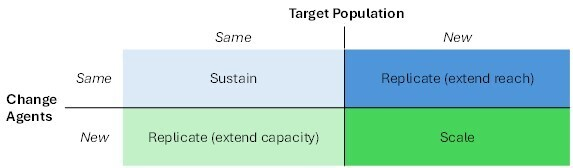 Target Population
Same New
Same Sustain Replicate (extend reach)
Change
Agents
New Replicate (extend capacity) Scale